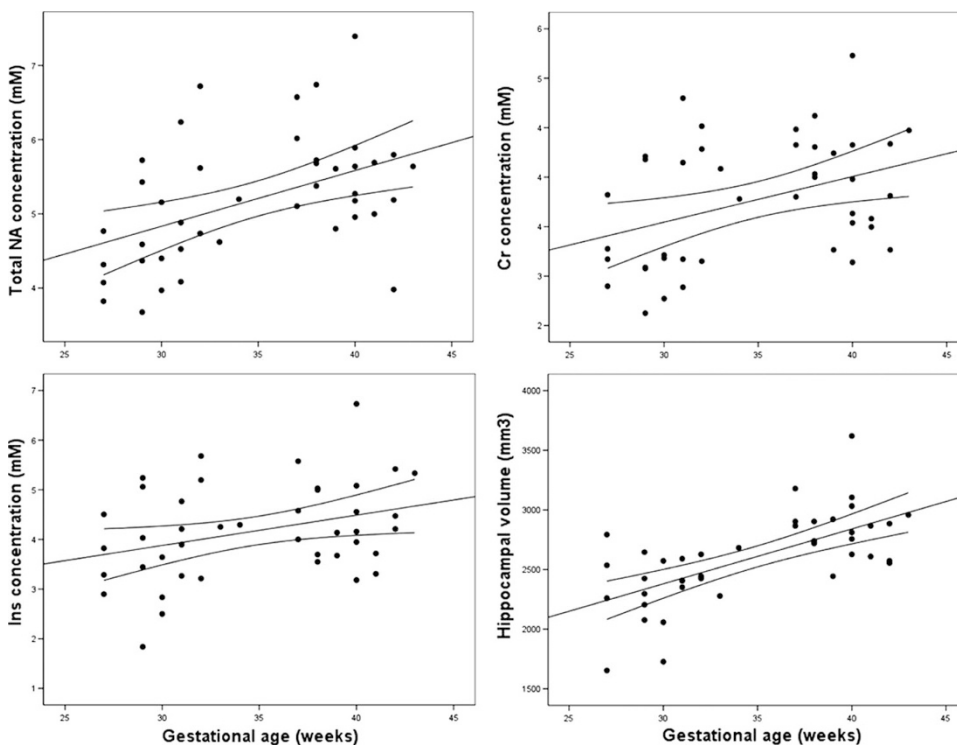 Total NA concentration (mM)
7
6
5
4
25 30 35 40 45
Cr concentration (mM)
6
5
4
4
4
3
2
25 30 35 40 45
Ins concentration (mM)
7
6
5
4
3
2
1
25 30 35 40 45
Gestational age (weeks)
Hippocampal volume (mm3)
4000
3500
3000
2500
2000
1500
25 30 35 40 45
Gestational age (weeks)